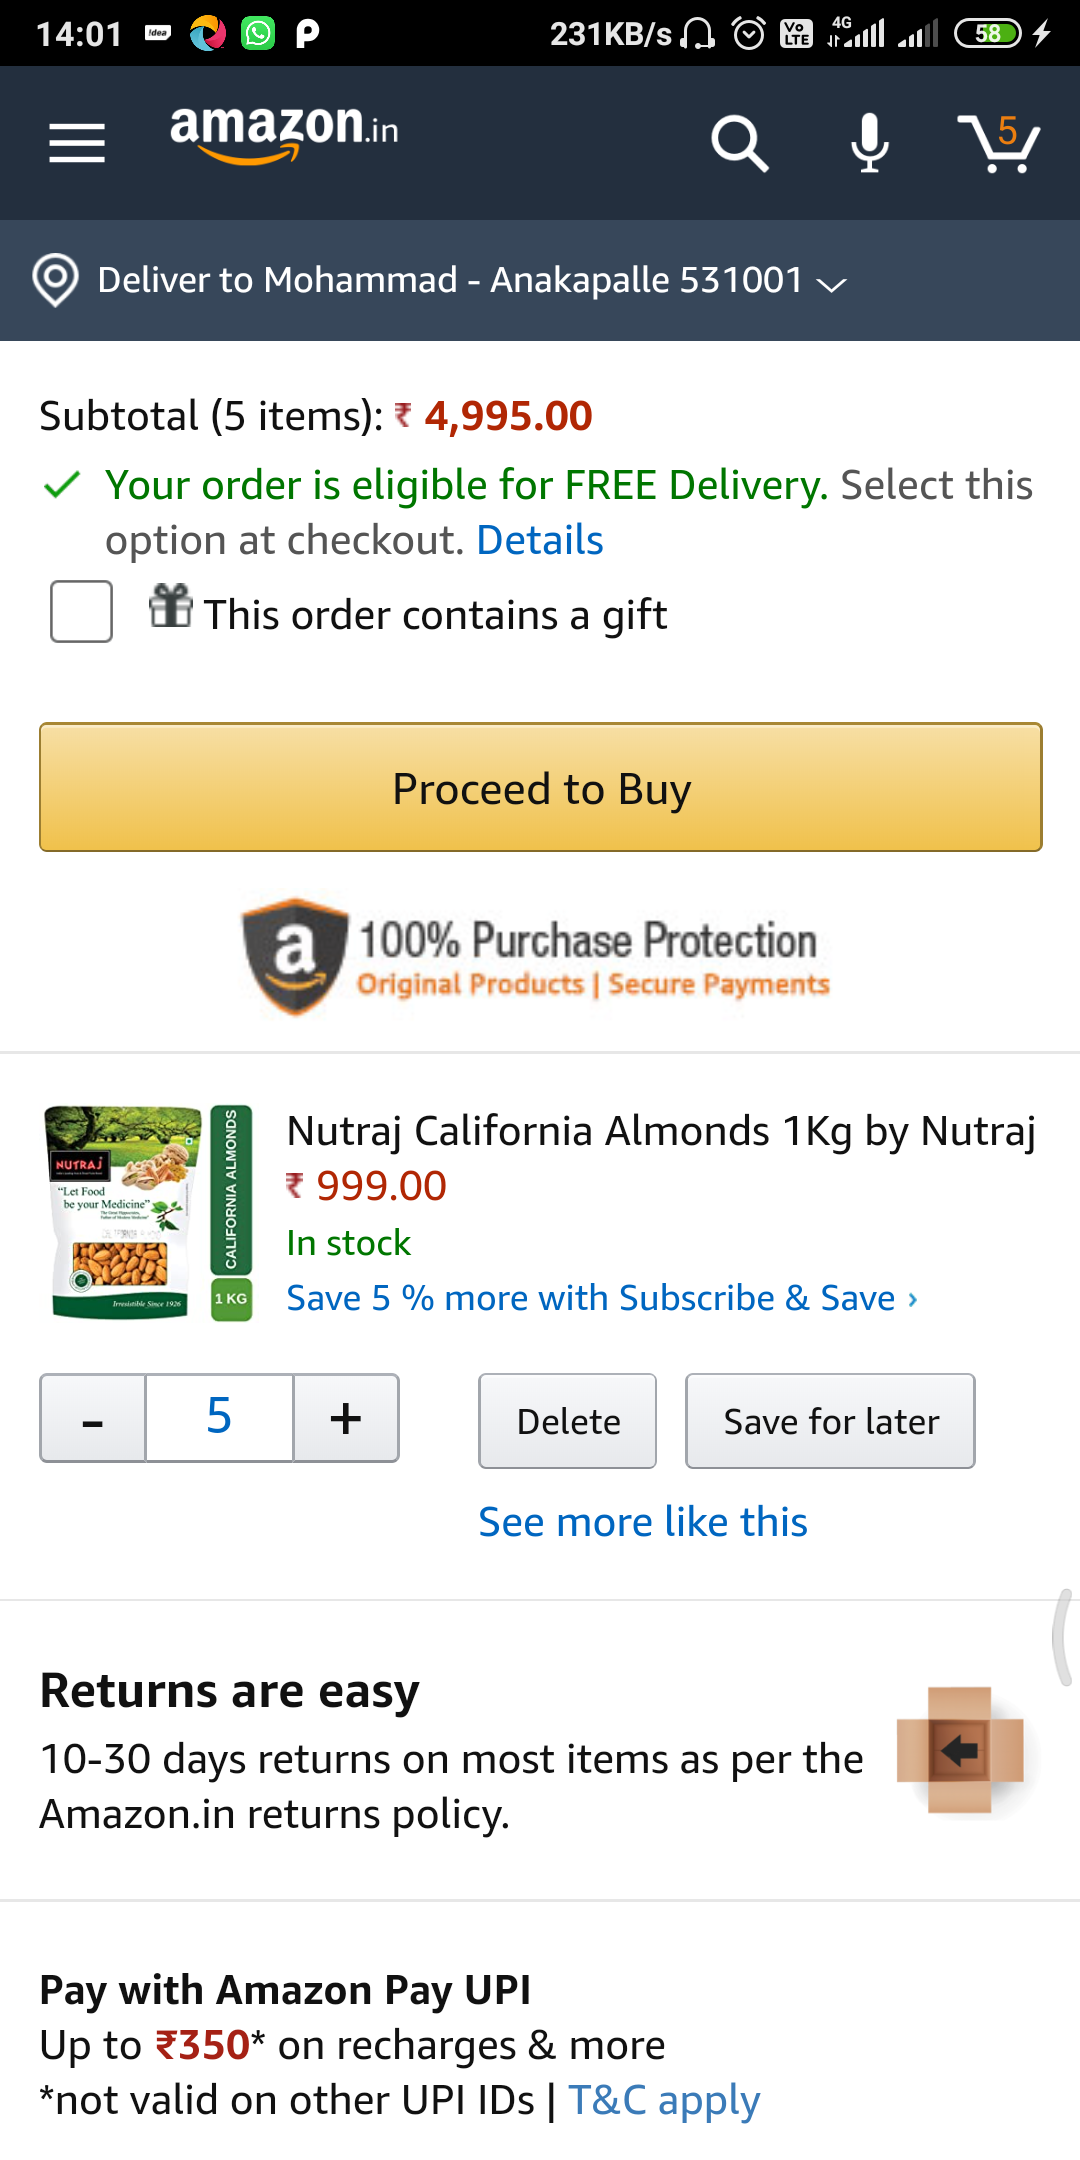 14:01 !dea 231KB/s Vo LTE 4G 58
amazon.in
5
Deliver to Mohammad - Anakapalle 531001
Subtotal (5 items): ₹ 4,995.00
Your order is eligible for FREE Delivery. Select this
option at checkout. Details
This order contains a gift
Proceed to Buy
a 100% Purchase Protection
Original Products | Secure Payments
NUTRAJ
"Let Food
be your Medicine"
Irresistible Since 1926
CALIFORNIA ALMONDS
1 KG
Nutraj California Almonds 1Kg by Nutraj
₹ 999.00
In stock
Save 5 % more with Subscribe & Save ›
- 5 + Delete Save for later
See more like this
Returns are easy
10-30 days returns on most items as per the
Amazon.in returns policy.
Pay with Amazon Pay UPI
Up to ₹350* on recharges & more
*not valid on other UPI IDs | T&C apply